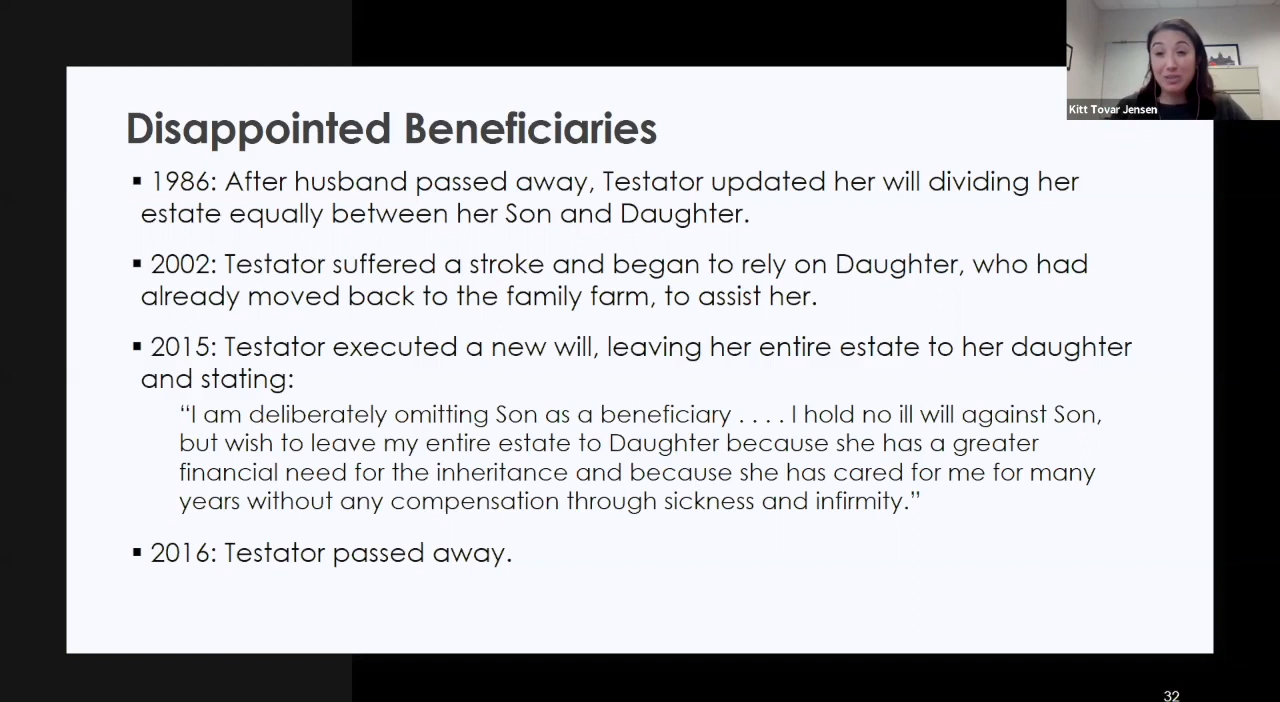 Kitt Tovar Jensen
Disappointed Beneficiaries
▪ 1986: After husband passed away, Testator updated her will dividing her
estate equally between her Son and Daughter.
▪ 2002: Testator suffered a stroke and began to rely on Daughter, who had
already moved back to the family farm, to assist her.
▪ 2015: Testator executed a new will, leaving her entire estate to her daughter
and stating:
“I am deliberately omitting Son as a beneficiary . . . . I hold no ill will against Son,
but wish to leave my entire estate to Daughter because she has a greater
financial need for the inheritance and because she has cared for me for many
years without any compensation through sickness and infirmity.”
▪ 2016: Testator passed away.
32